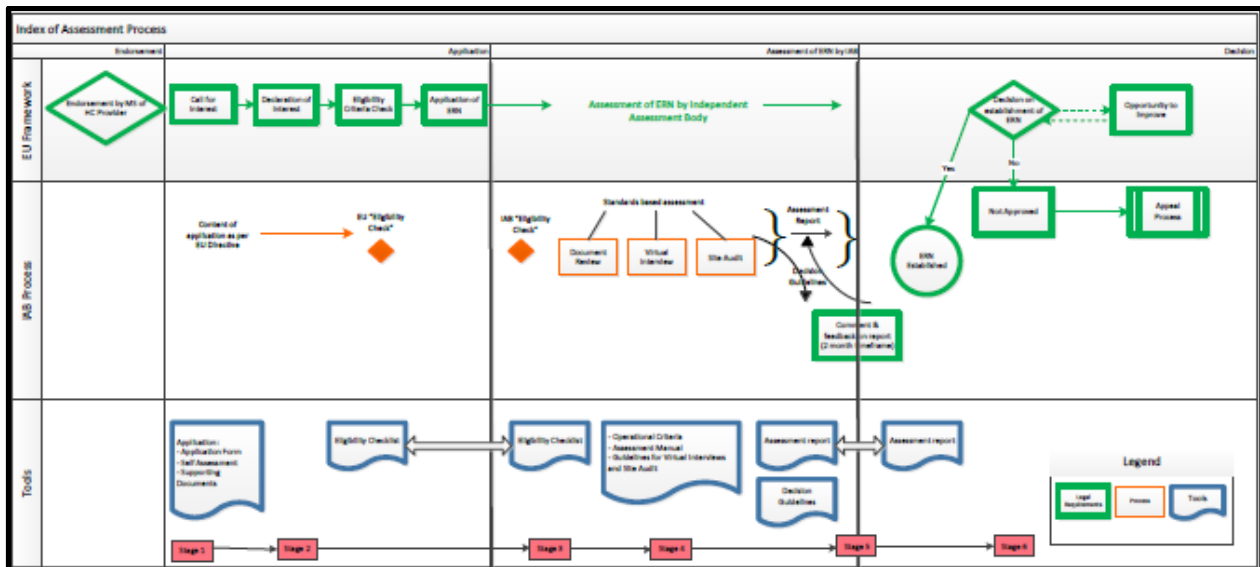 Index of Assessment Process
Endorsement
Application
Assessment of ERN by IAB
Decision
EU Framework
Endorsement by MS of
HC Provider
Call for
Interest
Declaration of
Interest
Eligibility
Criteria Check
Application of
ERN
Assessment of ERN by Independent
Assessment Body
Decision on
establishment of
ERN
Opportunity to
Improve
Yes
No
IAB Process
Content of
application as per
EU Directive
EU "Eligibility
Check"
IAB "Eligibility
Check"
Standards based assessment
Document
Review
Virtual
Interview
Site Audit
Assessment
Report
Decision
Guidelines
Comment &
feedback on report
(2 month timeframe)
Not Approved
Appeal
Process
ERN
Established
Tools
Application :
- Application Form
- Self Assessment
- Supporting
Documents
Eligibility Checklist
Eligibility Checklist
- Operational Criteria
- Assessment Manual
- Guidelines for Virtual Interviews
and Site Audit
Assessment report
Assessment report
Decision
Guidelines
Legend
Legal
Requirements
Process
Tools
Stage 1
Stage 2
Stage 3
Stage 4
Stage 5
Stage 6